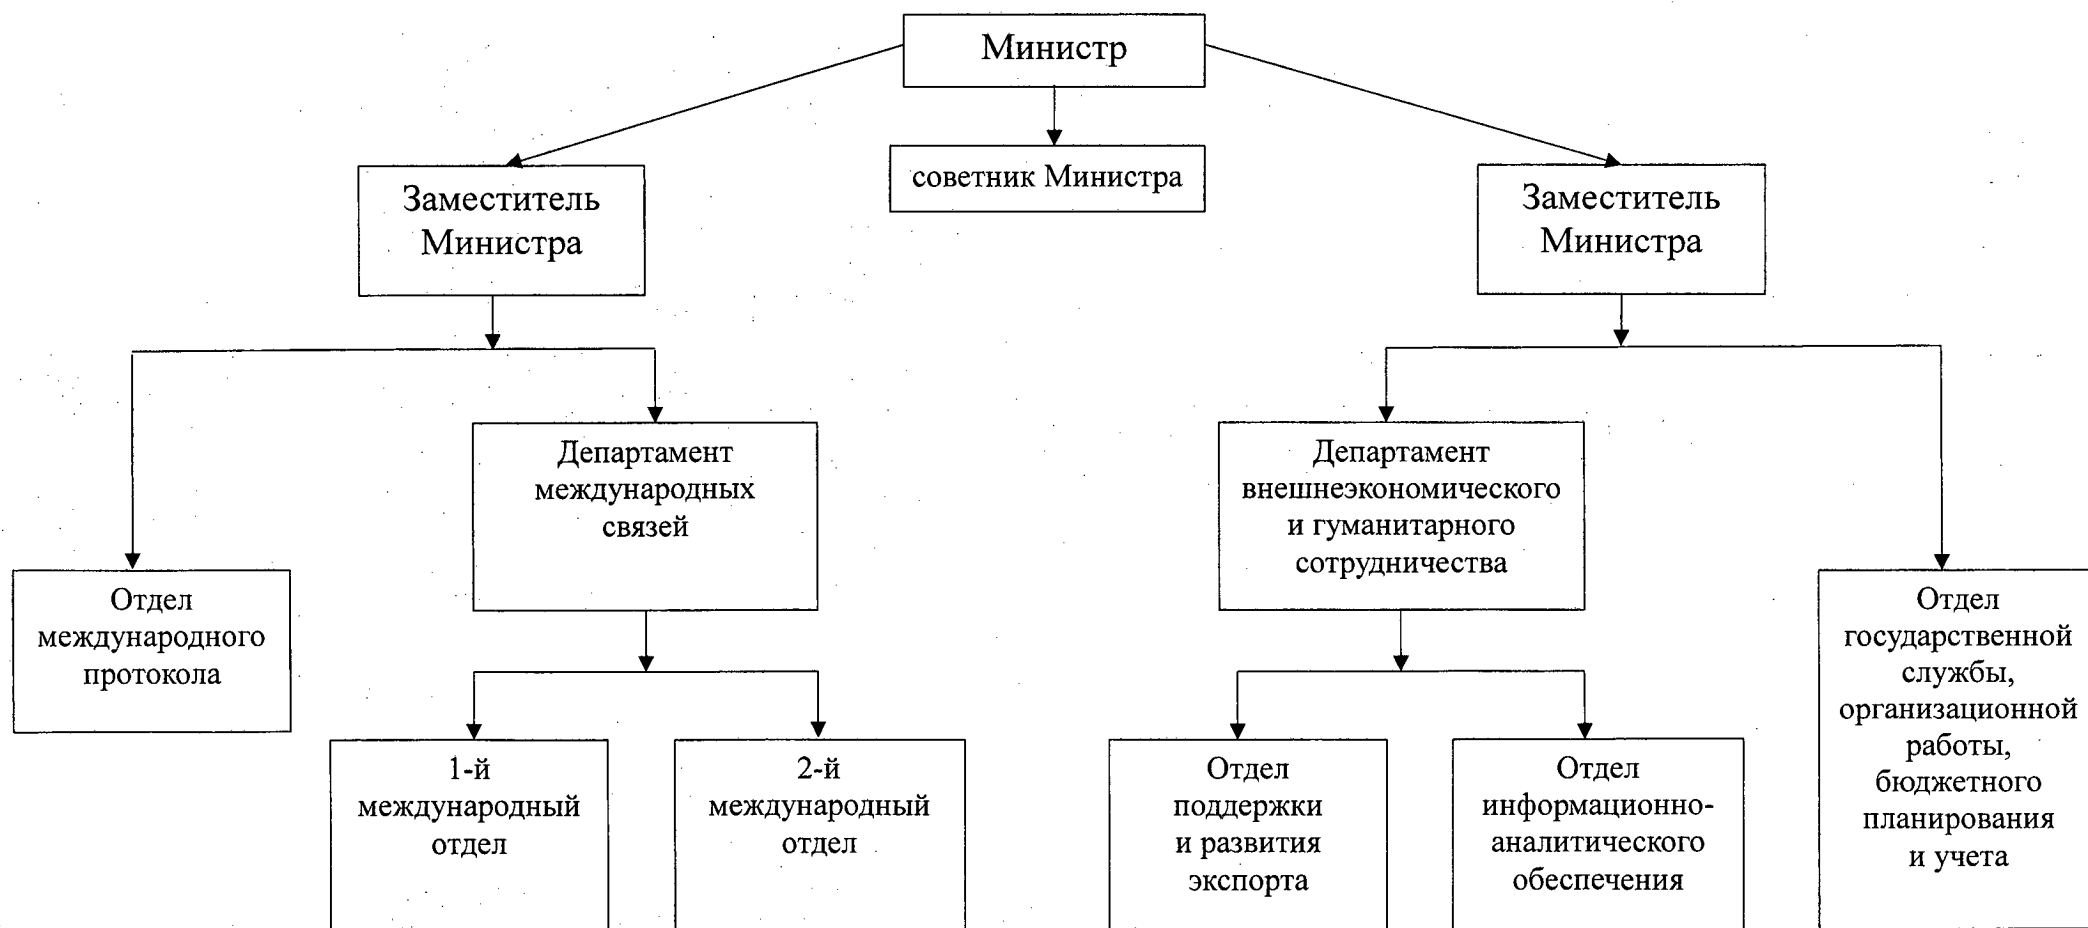 Министр
советник Министра
Заместитель
Министра
Заместитель
Министра
Департамент
международных
связей
Департамент
внешнеэкономического
и гуманитарного
сотрудничества
Отдел
международного
протокола
Отдел
государственной
службы,
организационной
работы,
бюджетного
планирования
и учета
1-й
международный
отдел
2-й
международный
отдел
Отдел
поддержки
и развития
экспорта
Отдел
информационно-
аналитического
обеспечения